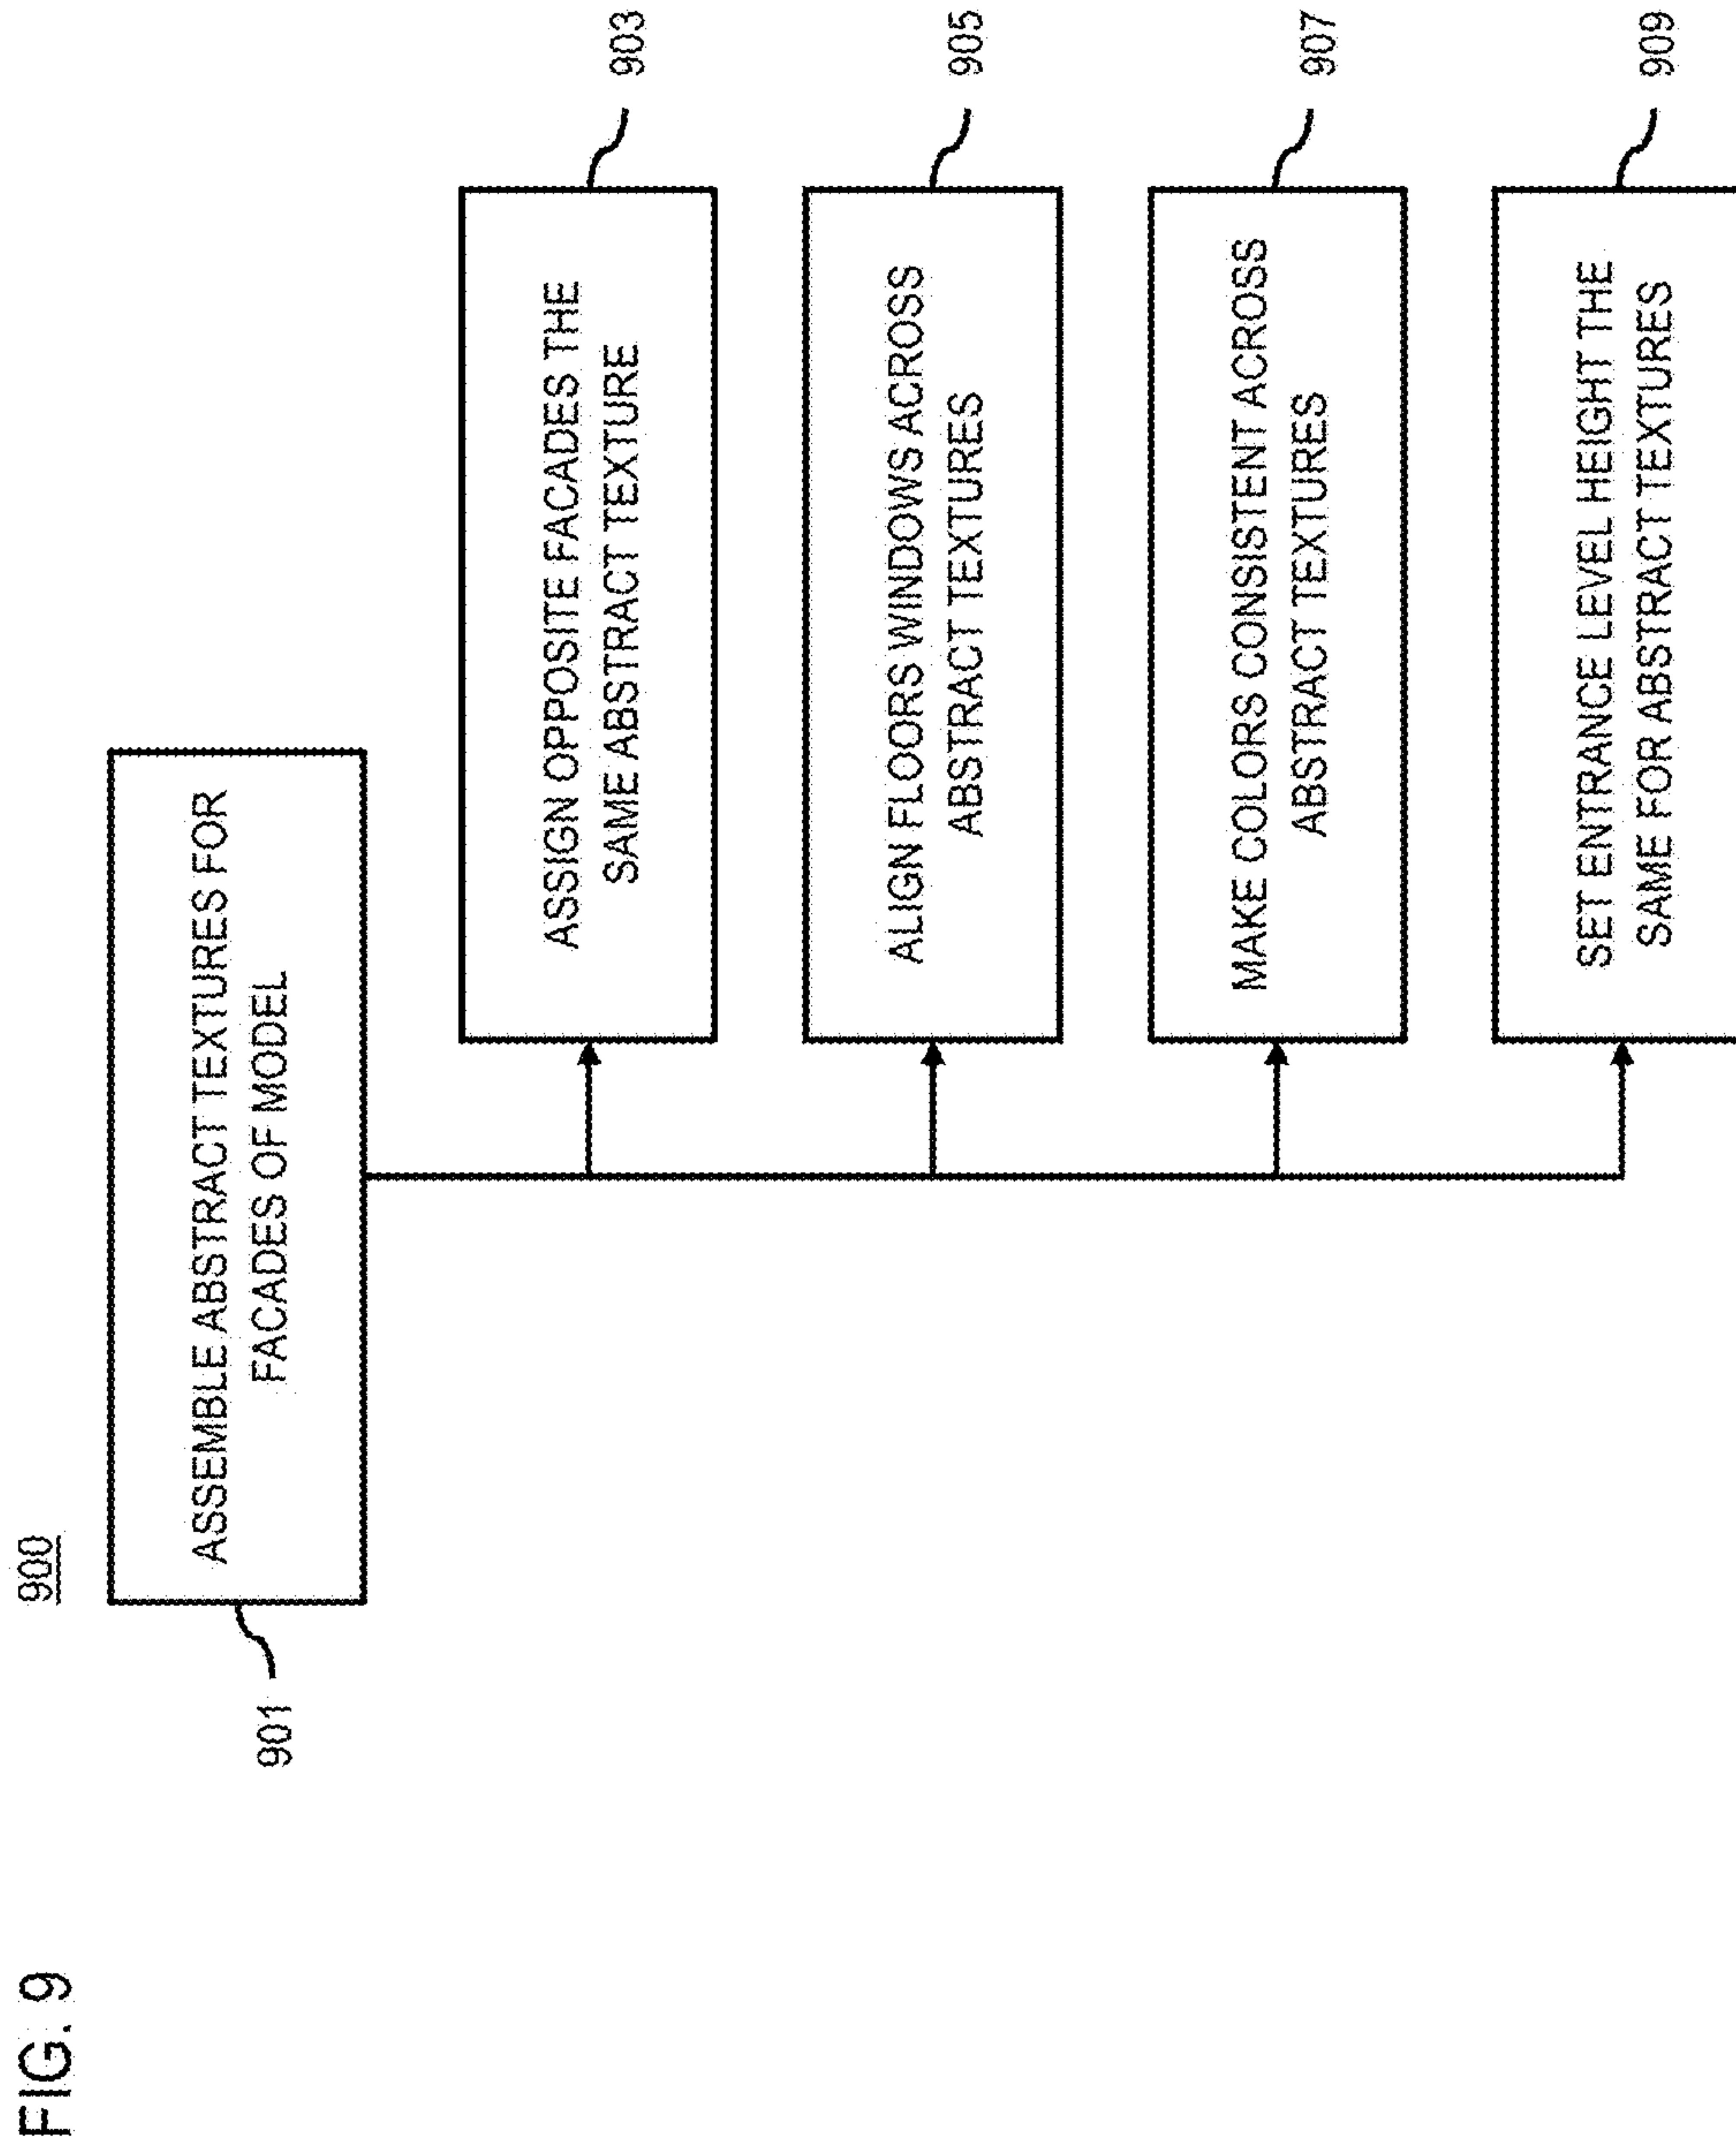 FIG. 9
900
901
ASSEMBLE ABSTRACT TEXTURES FOR
FACADES OF MODEL
ASSIGN OPPOSITE FACADES THE
SAME ABSTRACT TEXTURE
903
ALIGN FLOORS WINDOWS ACROSS
ABSTRACT TEXTURES
905
MAKE COLORS CONSISTENT ACROSS
ABSTRACT TEXTURES
907
SET ENTRANCE LEVEL HEIGHT THE
SAME FOR ABSTRACT TEXTURES
909